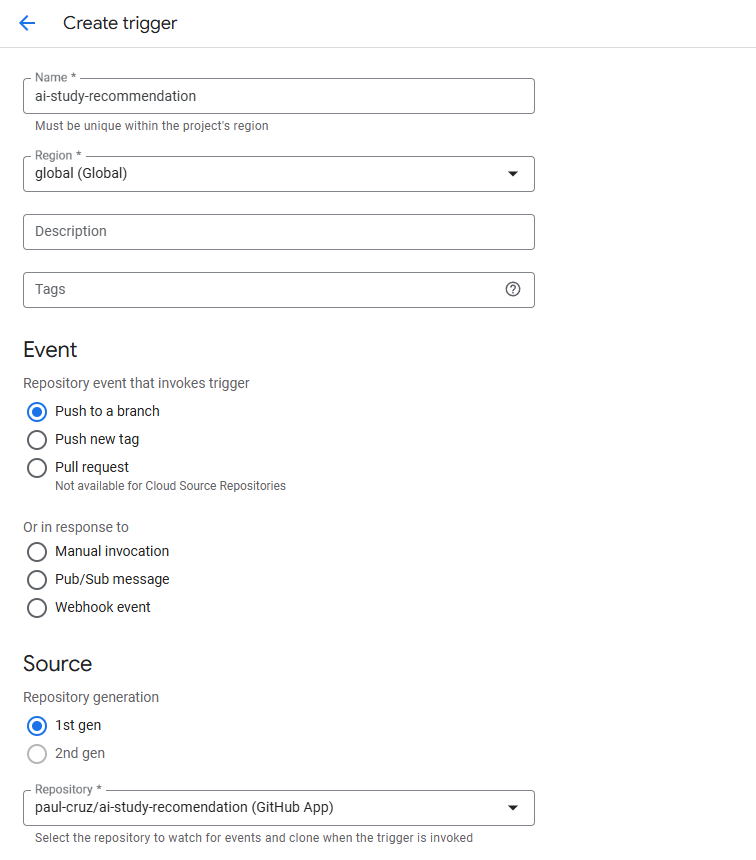 Create trigger
Name *
ai-study-recommendation
Must be unique within the project's region
Region *
global (Global)
Description
Tags
Event
Repository event that invokes trigger
Push to a branch
Push new tag
Pull request
Not available for Cloud Source Repositories
Or in response to
Manual invocation
Pub/Sub message
Webhook event
Source
Repository generation
1st gen
2nd gen
Repository *
paul-cruz/ai-study-recomendation (GitHub App)
Select the repository to watch for events and clone when the trigger is invoked